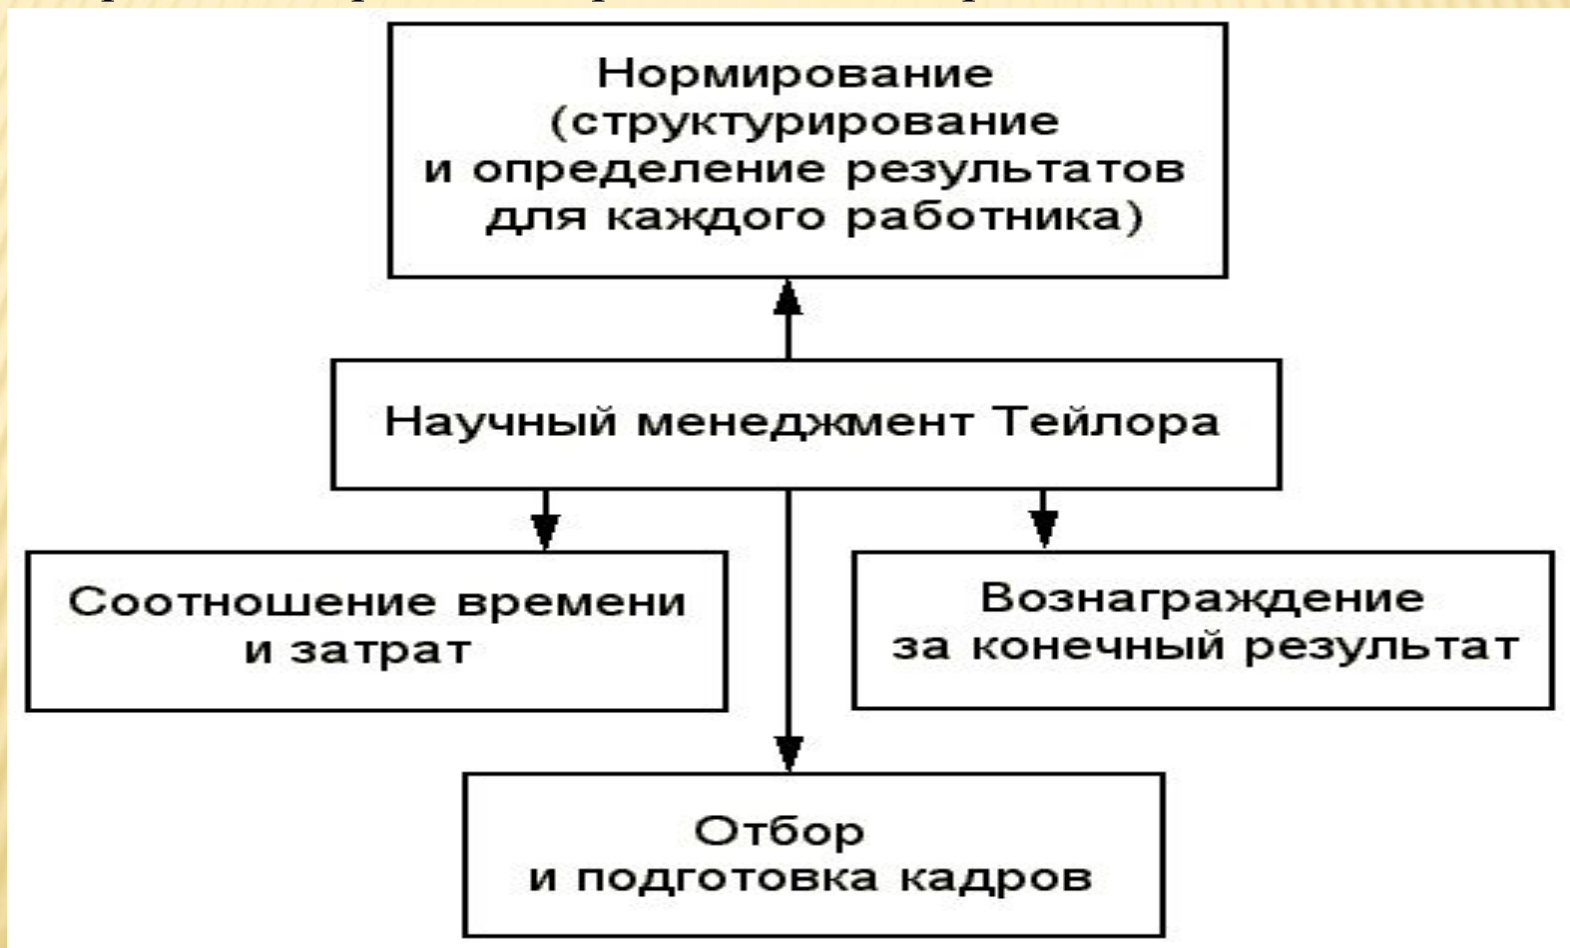 Нормирование
(структурирование
и определение результатов
для каждого работника)
Научный менеджмент Тейлора
Соотношение времени
и затрат
Вознаграждение
за конечный результат
Отбор
и подготовка кадров